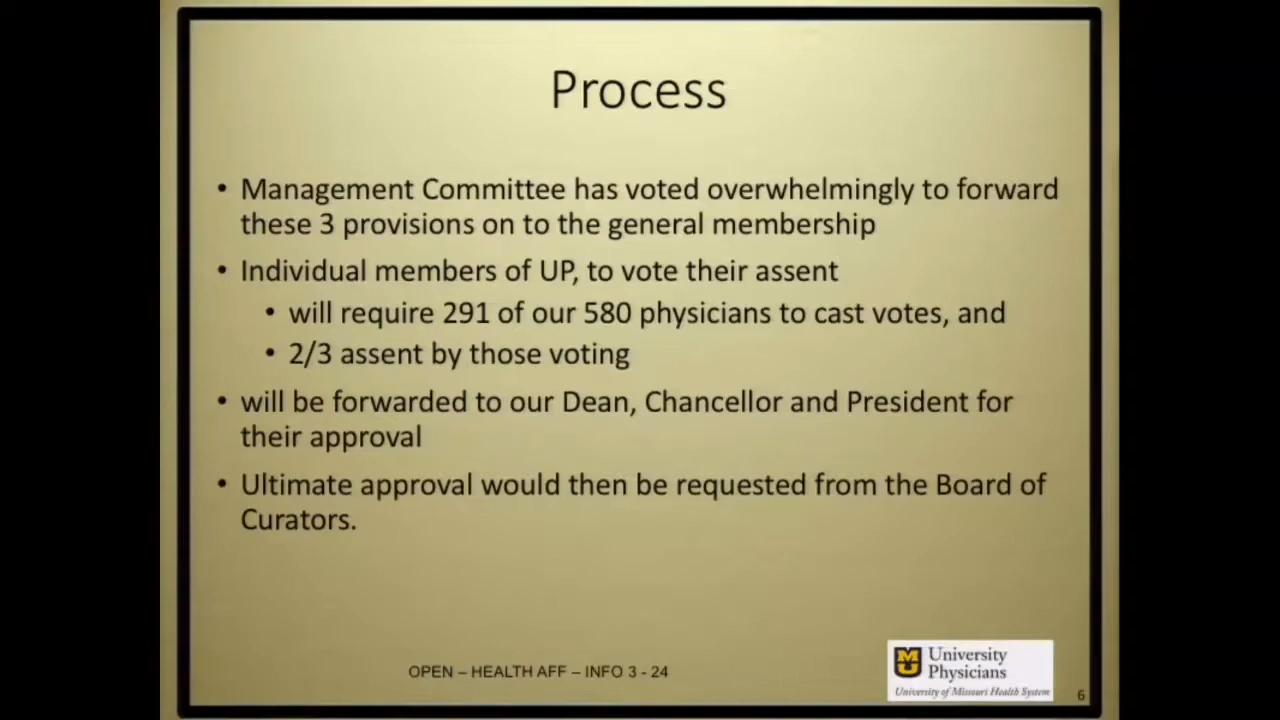 Process
• Management Committee has voted overwhelmingly to forward
these 3 provisions on to the general membership
• Individual members of UP, to vote their assent
• will require 291 of our 580 physicians to cast votes, and
• 2/3 assent by those voting
• will be forwarded to our Dean, Chancellor and President for
their approval
• Ultimate approval would then be requested from the Board of
Curators.
OPEN – HEALTH AFF – INFO 3 - 24
University
Physicians
University of Missouri Health System
6